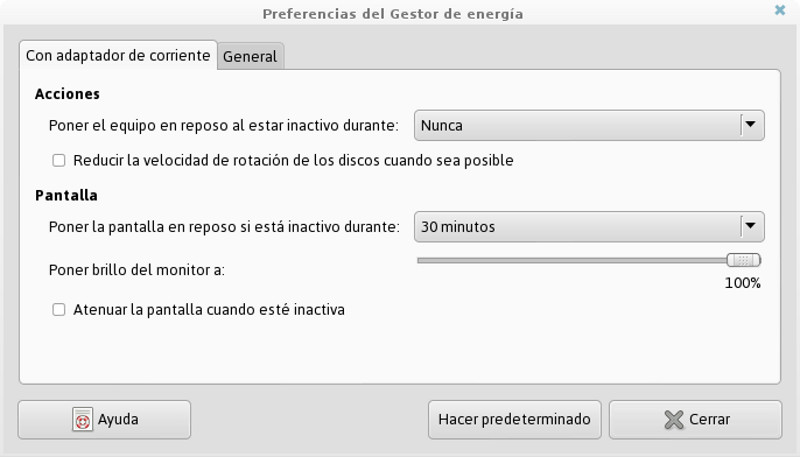 Preferencias del Gestor de energía
Con adaptador de corriente General
Acciones
Poner el equipo en reposo al estar inactivo durante: Nunca
Reducir la velocidad de rotación de los discos cuando sea posible
Pantalla
Poner la pantalla en reposo si está inactivo durante: 30 minutos
Poner brillo del monitor a:
100%
Atenuar la pantalla cuando esté inactiva
Ayuda Hacer predeterminado Cerrar